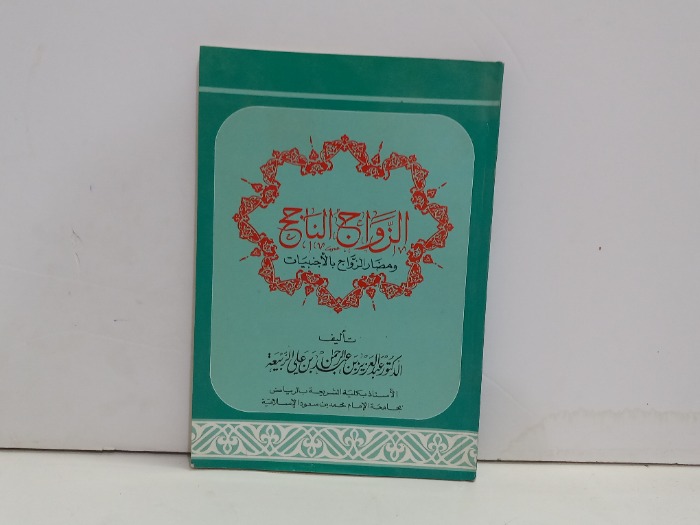 الزواج الناجح
ومضار الزواج بالأجنبيات
تأليف
الدكتور عبد العزيز بن عبد الرحمن بن علي الربيعة
الأستاذ بكلية الشريعة بالرياض
بجامعة الإمام محمد بن سعود الإسلامية